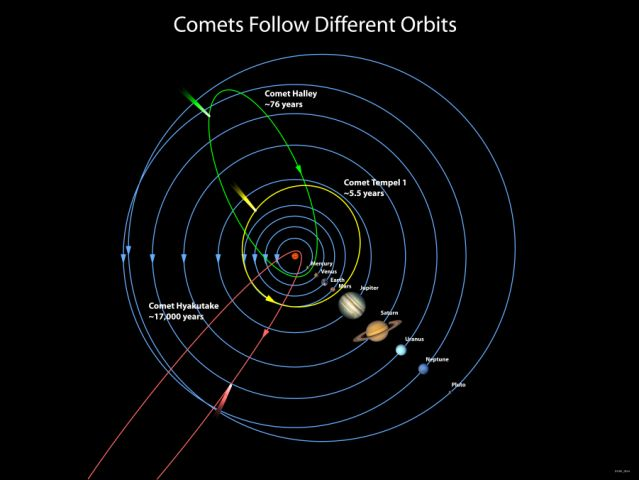 Comets Follow Different Orbits
Comet Halley
~76 years
Comet Tempel 1
~5.5 years
Mercury
Venus
Earth
Mars
Jupiter
Comet Hyakutake
~17,000 years
Saturn
Uranus
Neptune
Pluto